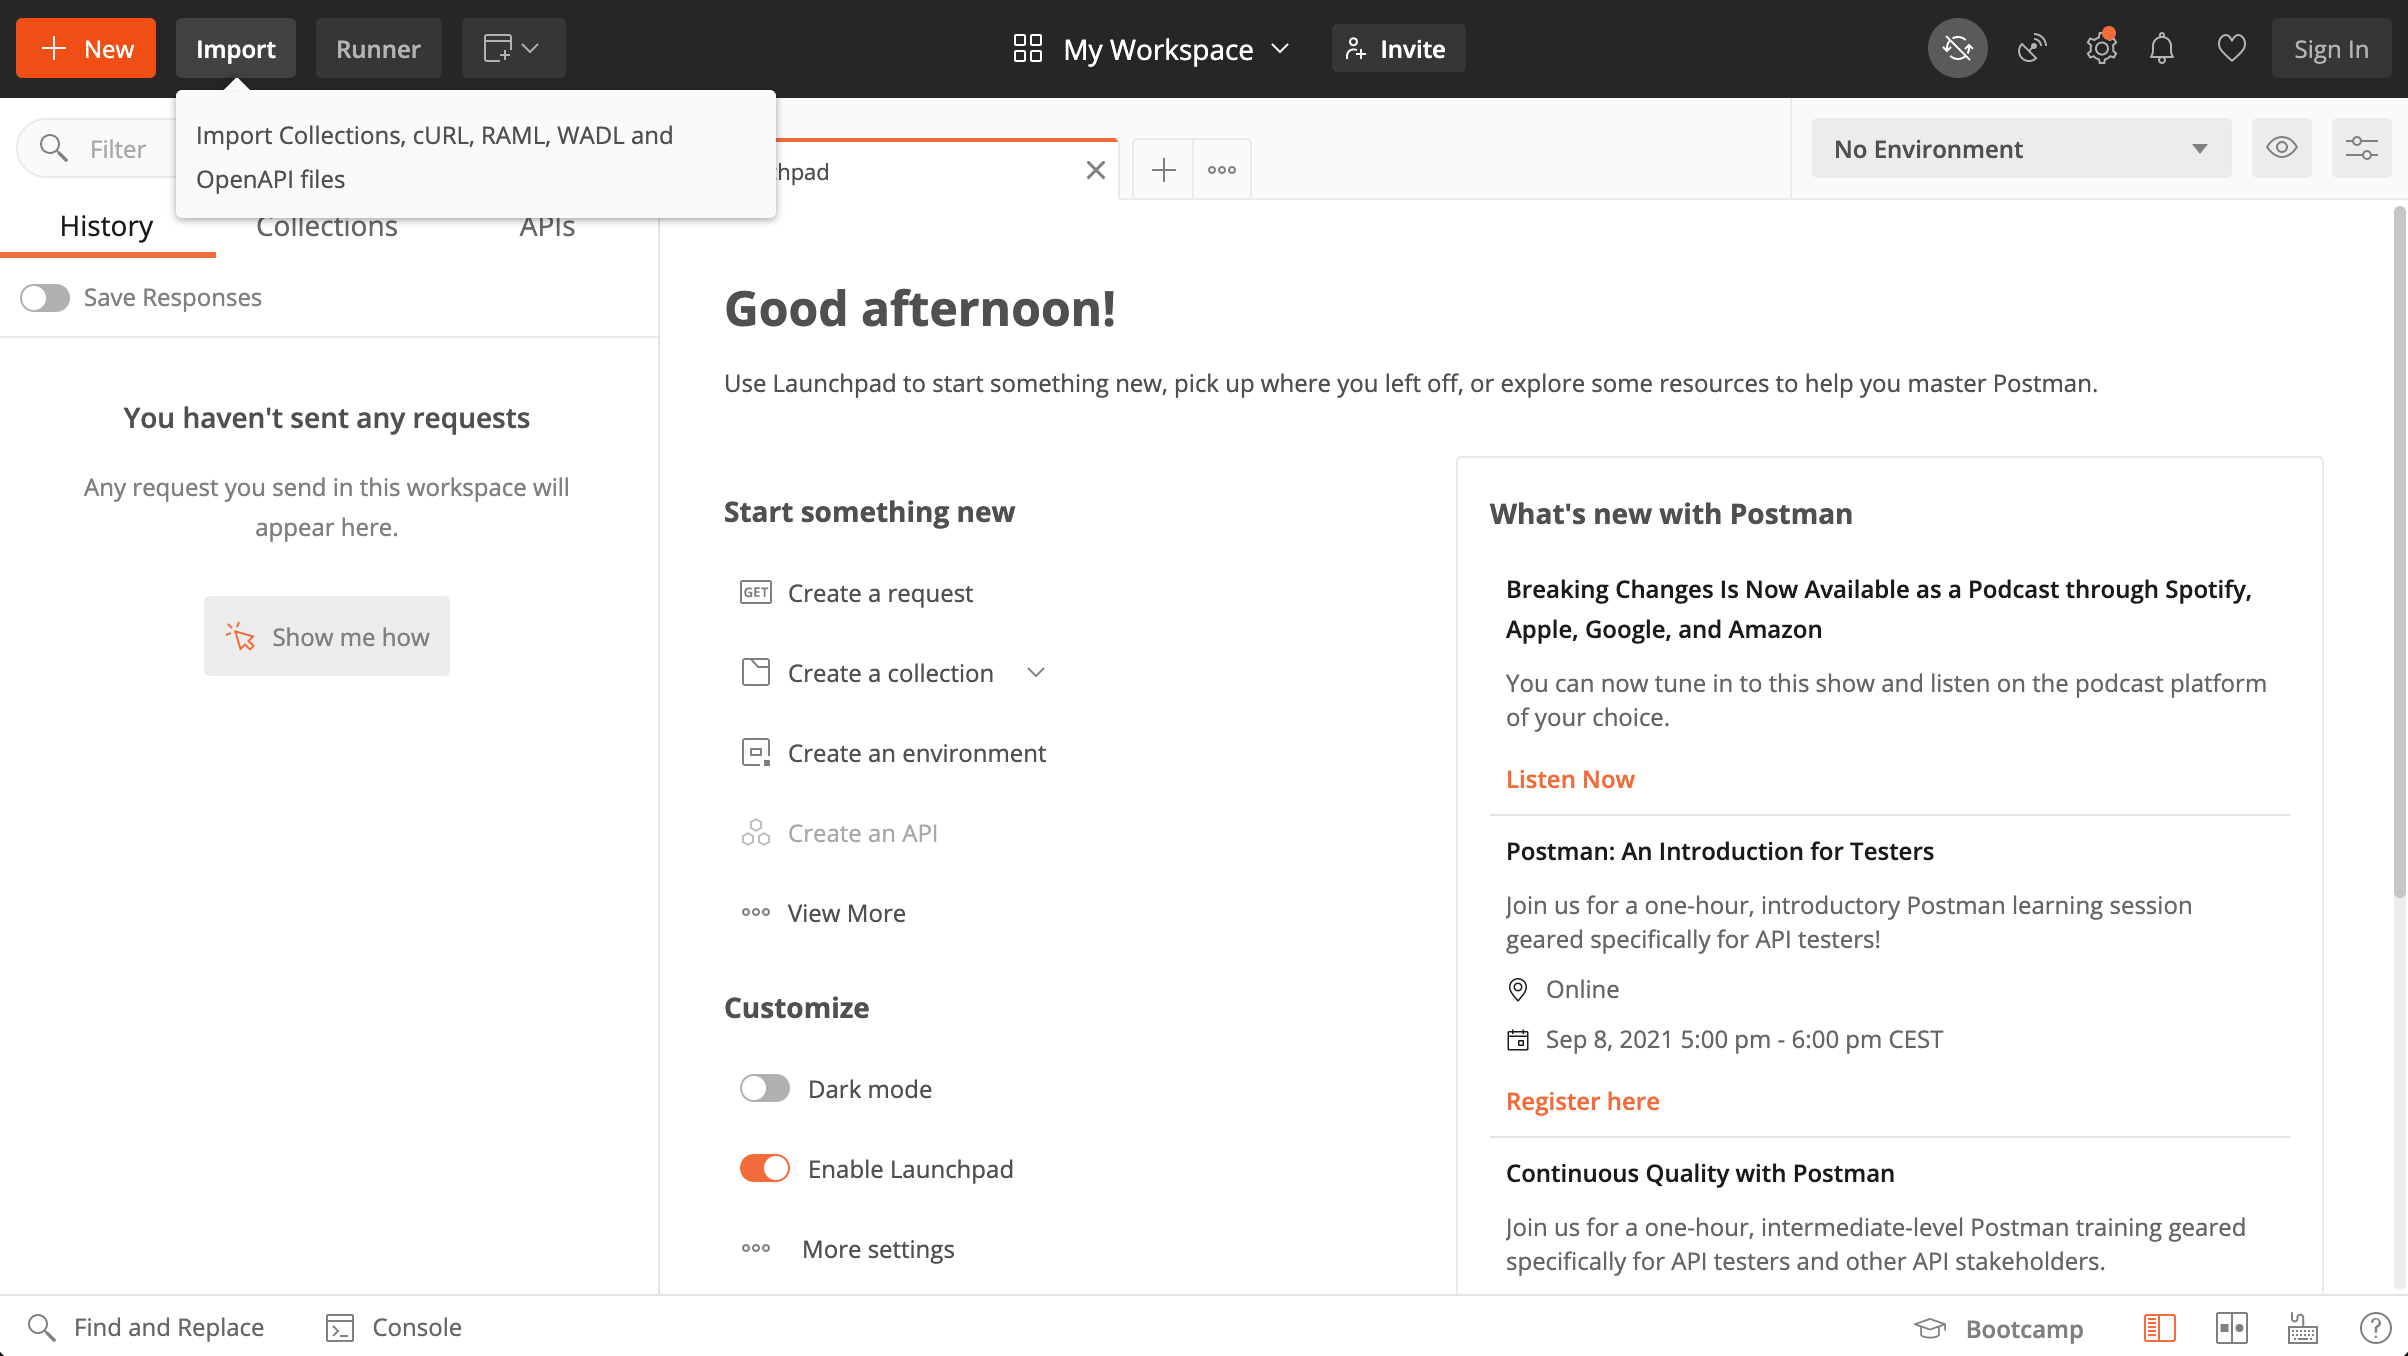 New
Import
Runner
My Workspace
Invite
Sign In
Import Collections, cURL, RAML, WADL and
OpenAPI files
Filter
hpad
No Environment
History
Collections
APIs
Save Responses
You haven't sent any requests
Any request you send in this workspace will
appear here.
Show me how
Good afternoon!
Use Launchpad to start something new, pick up where you left off, or explore some resources to help you master Postman.
Start something new
GET Create a request
Create a collection
Create an environment
Create an API
View More
Customize
Dark mode
Enable Launchpad
More settings
What's new with Postman
Breaking Changes Is Now Available as a Podcast through Spotify,
Apple, Google, and Amazon
You can now tune in to this show and listen on the podcast platform
of your choice.
Listen Now
Postman: An Introduction for Testers
Join us for a one-hour, introductory Postman learning session
geared specifically for API testers!
Online
Sep 8, 2021 5:00 pm - 6:00 pm CEST
Register here
Continuous Quality with Postman
Join us for a one-hour, intermediate-level Postman training geared
specifically for API testers and other API stakeholders.
Find and Replace
Console
Bootcamp